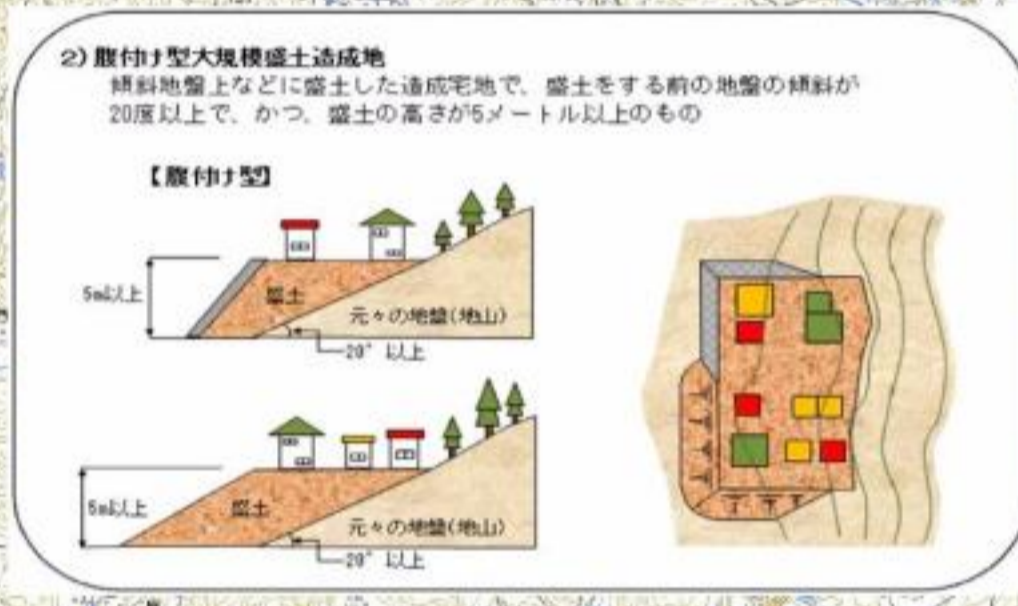 2) 腹付け型大規模盛土造成地
傾斜地盤上などに盛土した造成宅地で、盛土をする前の地盤の傾斜が
20度以上で、かつ、盛土の高さが5メートル以上のもの
【腹付け型】
5m以上
盛土
元々の地盤(地山)
20° 以上
5m以上
盛土
元々の地盤(地山)
20° 以上